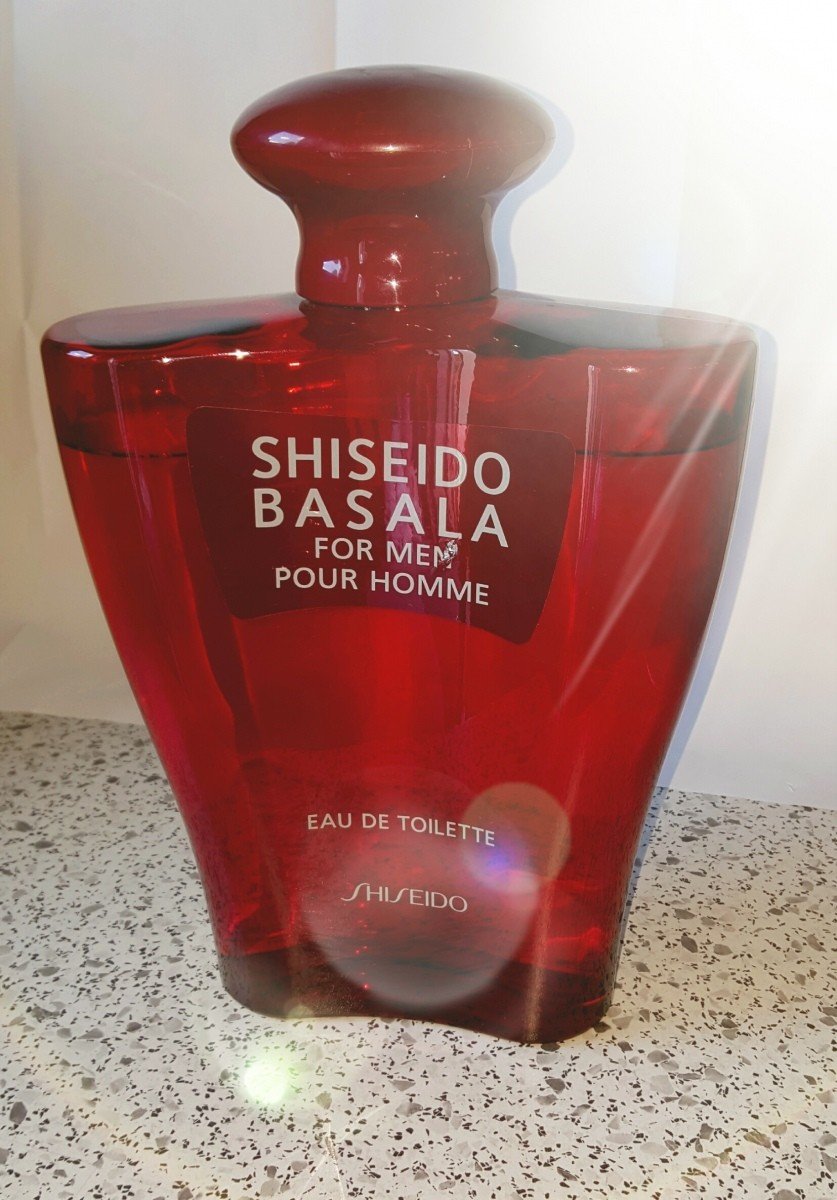 SHISEIDO
BASALA
FOR MEN
POUR HOMME
EAU DE TOILETTE
SHISEIDO